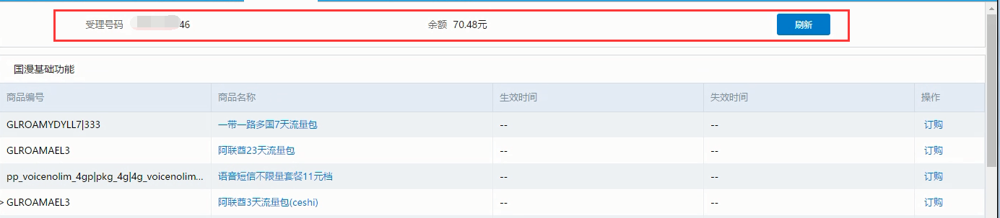 受理号码 46 余额 70.48元 刷新
国漫基础功能
商品编号 商品名称 生效时间 失效时间 操作
GLROAMYDYLL7|333 一带一路多国7天流量包 -- -- 订购
GLROAMAEL3 阿联酋23天流量包 -- -- 订购
pp_voicenolim_4gp|pkg_4g|4g_voicenolim... 语音短信不限量套餐11元档 -- -- 订购
> GLROAMAEL3 阿联酋3天流量包(ceshi) -- -- 订购